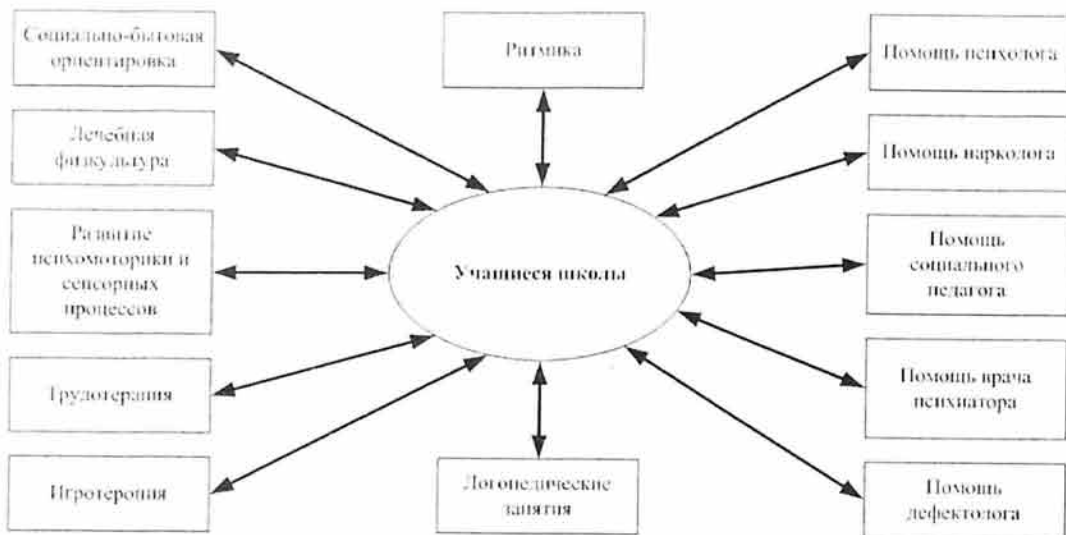 Социально-бытовая
ориентировка
Ритмика
Помощь психолога
Лечебная
физкультура
Помощь нарколога
Развитие
психомоторики и
сенсорных
процессов
Учащиеся школы
Помощь
социального
педагога
Трудотерапия
Помощь врача
психиатора
Игротеропия
Логопедические
занятия
Помощь
дефектолога